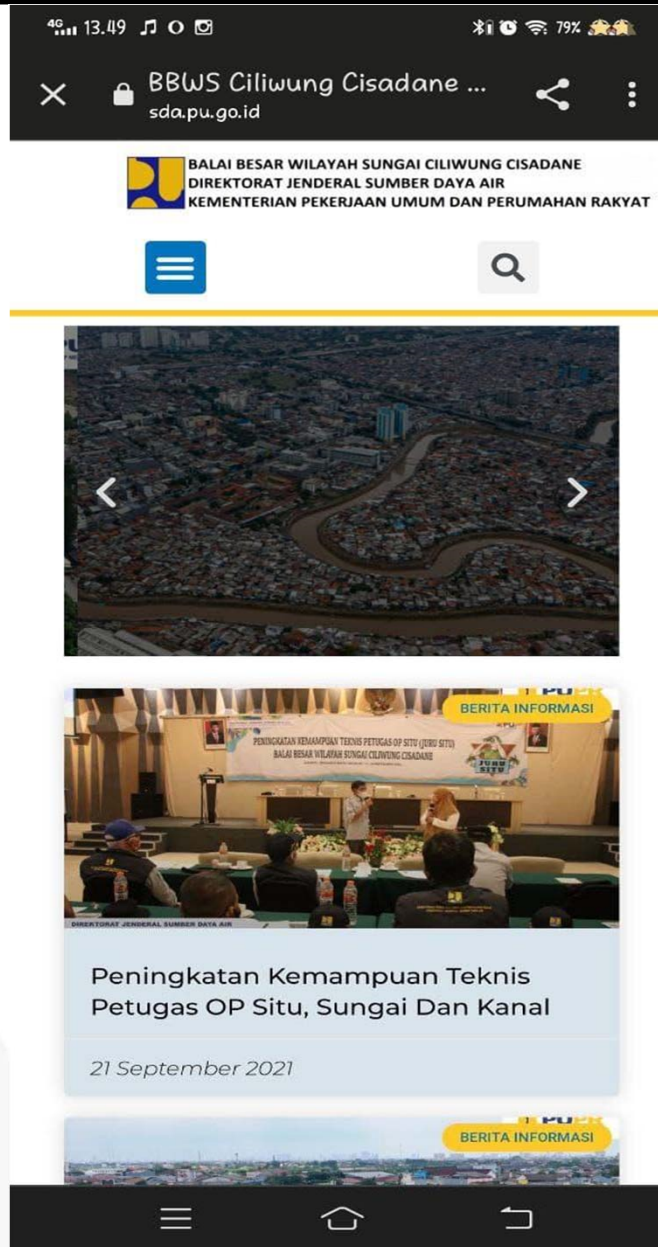 4G 13.49 79%
BBWS Ciliwung Cisadane ...
sda.pu.go.id
BALAI BESAR WILAYAH SUNGAI CILIWUNG CISADANE
DIREKTORAT JENDERAL SUMBER DAYA AIR
KEMENTERIAN PEKERJAAN UMUM DAN PERUMAHAN RAKYAT
BERITA INFORMASI
PENINGKATAN KEMAMPUAN TEKNIS PETUGAS OP SITU (JURU SITU)
BALAI BESAR WILAYAH SUNGAI CILIWUNG CISADANE
JURU
SITU
DIREKTORAT JENDERAL SUMBER DAYA AIR
Peningkatan Kemampuan Teknis
Petugas OP Situ, Sungai Dan Kanal
21 September 2021
BERITA INFORMASI